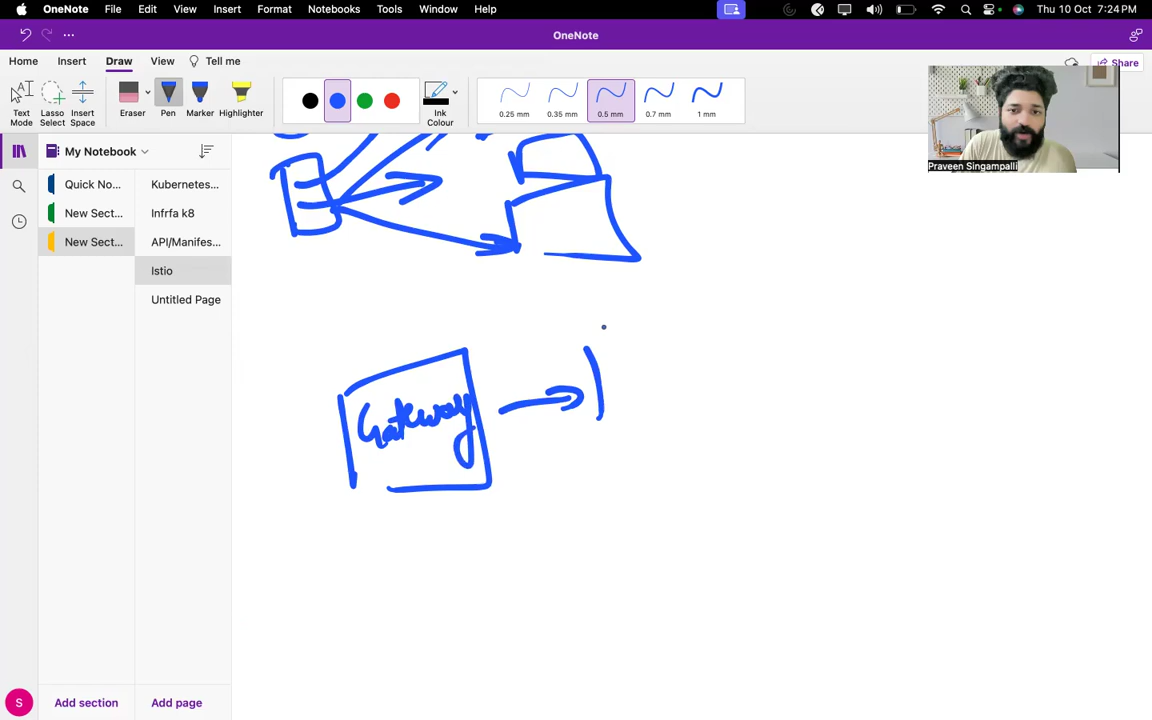 OneNote File Edit View Insert Format Notebooks Tools Window Help Thu 10 Oct 7:24 PM
OneNote
Home Insert Draw View Tell me Share
Text Mode
Lasso Select
Insert Space
Eraser
Pen
Marker
Highlighter
Ink Colour
0.25 mm
0.35 mm
0.5 mm
0.7 mm
1 mm
My Notebook
Quick No...
New Sect...
New Sect...
Kubernetes...
Infrfa k8
API/Manifes...
Istio
Untitled Page
Praveen Singampalli
Gateway
S
Add section
Add page